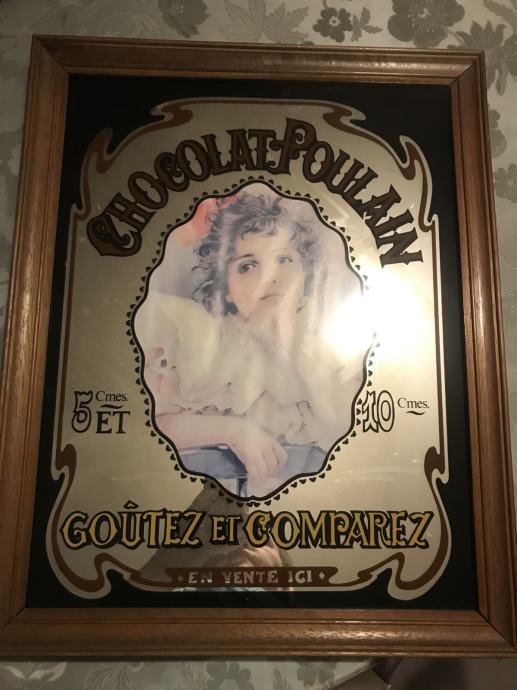 CHOCOLAT-POULAIN
5 Cmes. ET
10 Cmes.
GOÛTEZ ET COMPAREZ
EN VENTE ICI